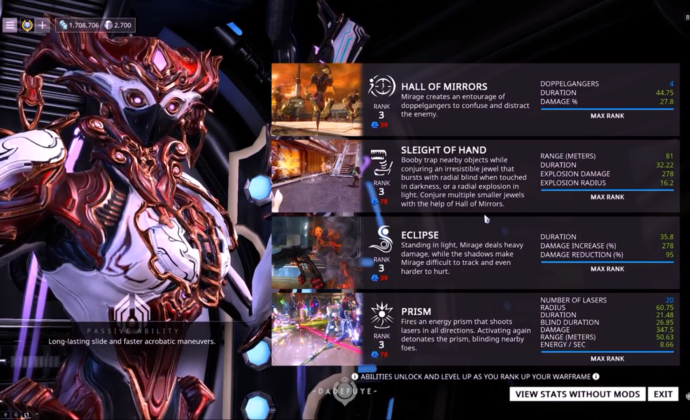 1,708,706 2,700
HALL OF MIRRORS
Mirage creates an entourage of
doppelgangers to confuse and distract
the enemy.
RANK
3
39
DOPPELGANGERS 4
DURATION 44.75
DAMAGE % 27.8
MAX RANK
SLEIGHT OF HAND
Booby trap nearby objects while
conjuring an irresistible jewel that
bursts with radial blind when touched
in darkness, or a radial explosion in
light. Conjure multiple smaller jewels
with the help of Hall of Mirrors.
RANK
3
78
RANGE (METERS) 81
DURATION 32.22
EXPLOSION DAMAGE 278
EXPLOSION RADIUS 16.2
MAX RANK
ECLIPSE
Standing in light, Mirage deals heavy
damage, while the shadows make
Mirage difficult to track and even
harder to hurt.
RANK
3
39
DURATION 35.8
DAMAGE INCREASE (%) 278
DAMAGE REDUCTION (%) 95
MAX RANK
PRISM
Fires an energy prism that shoots
lasers in all directions. Activating again
detonates the prism, blinding nearby
foes.
RANK
3
78
NUMBER OF LASERS 20
RADIUS 60.75
DURATION 21.48
BLIND DURATION 26.85
DAMAGE 347.5
RANGE (METERS) 50.63
ENERGY / SEC 8.66
MAX RANK
PASSIVE ABILITY
Long-lasting slide and faster acrobatic maneuvers.
ABILITIES UNLOCK AND LEVEL UP AS YOU RANK UP YOUR WARFRAME
-DADEFUYE-
VIEW STATS WITHOUT MODS EXIT